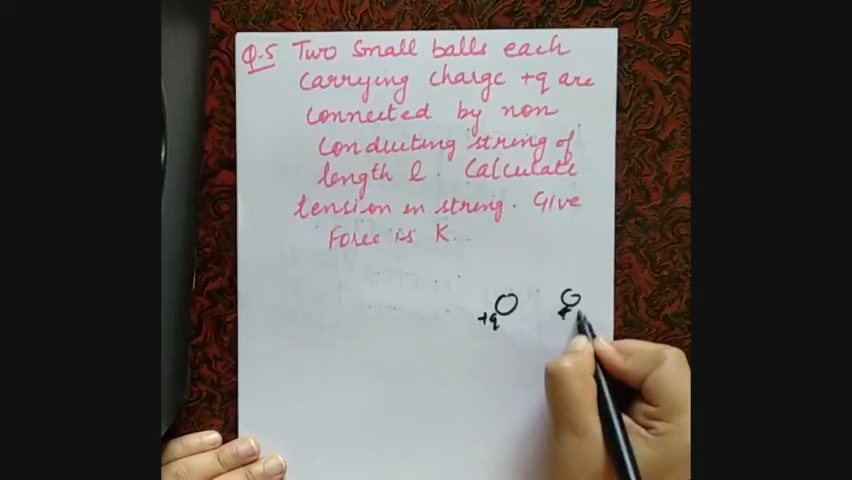 Q.5 Two small balls each
carrying charge +q are
connected by non
conducting string of
length l. Calculate
tension in string. Give
Force is K.
+q